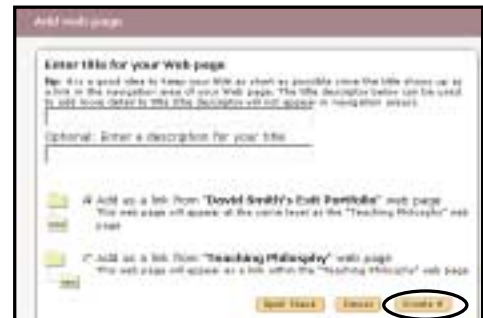 Add web page
Enter title for your Web page
Tip: It is a good idea to keep your title as short as possible since the title shows up as
a link in the navigation area of your Web page. The title descriptor below can be used
to add more detail to title (title descriptor will not appear in navigation areas).
Optional: Enter a description for your title
Add as a link from "David Smith's Exit Portfolio" web page
This web page will appear at the same level as the "Teaching Philosophy" web
page
Add as a link from "Teaching Philosophy" web page
This web page will appear as a link within the "Teaching Philosophy" web page
Spell Check Cancel Create It